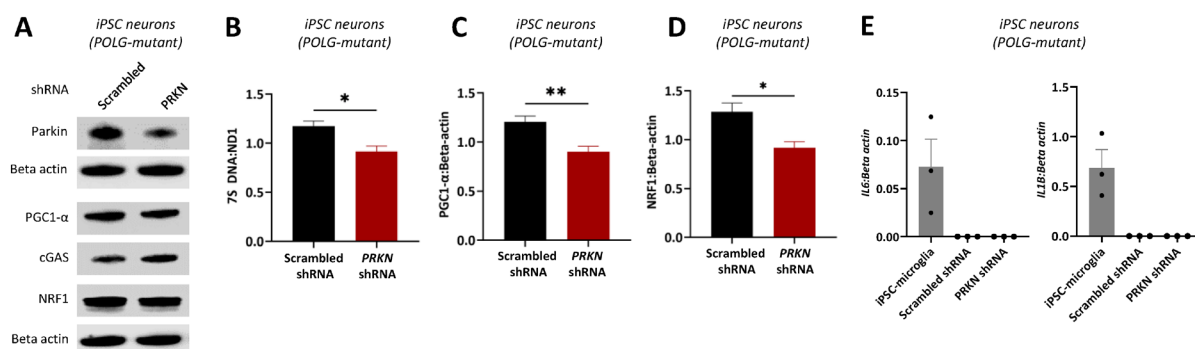 A
iPSC neurons
(POLG-mutant)
shRNA
Scrambled
PRKN
Parkin
Beta actin
PGC1-α
cGAS
NRF1
Beta actin
B
iPSC neurons
(POLG-mutant)
7S DNA:ND1
1.5
1.0
0.5
0.0
*
Scrambled
shRNA
PRKN
shRNA
C
iPSC neurons
(POLG-mutant)
PGC1-α:Beta-actin
1.5
1.0
0.5
0.0
**
Scrambled
shRNA
PRKN
shRNA
D
iPSC neurons
(POLG-mutant)
NRF1:Beta-actin
1.5
1.0
0.5
0.0
*
Scrambled
shRNA
PRKN
shRNA
E
iPSC neurons
(POLG-mutant)
IL6:Beta actin
0.15
0.10
0.05
0.00
iPSC-microglia
Scrambled shRNA
PRKN shRNA
IL1B:Beta actin
1.5
1.0
0.5
0.0
iPSC-microglia
Scrambled shRNA
PRKN shRNA